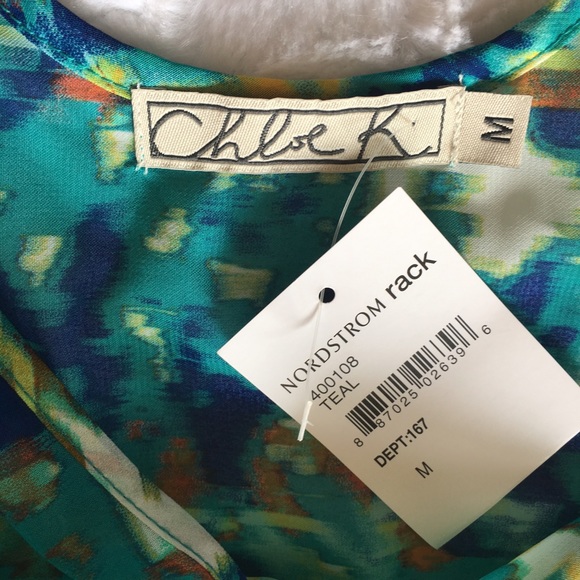 Chloe K.
M
NORDSTROM rack
400108
TEAL
8 87025 02639 6
DEPT:167
M